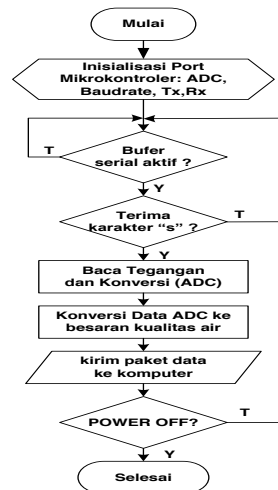 Mulai
Inisialisasi Port
Mikrokontroler: ADC,
Baudrate, Tx,Rx
Bufer
serial aktif ?
T
Y
Terima
karakter “s” ?
T
Y
Baca Tegangan
dan Konversi (ADC)
Konversi Data ADC ke
besaran kualitas air
kirim paket data
ke komputer
POWER OFF?
T
Y
Selesai